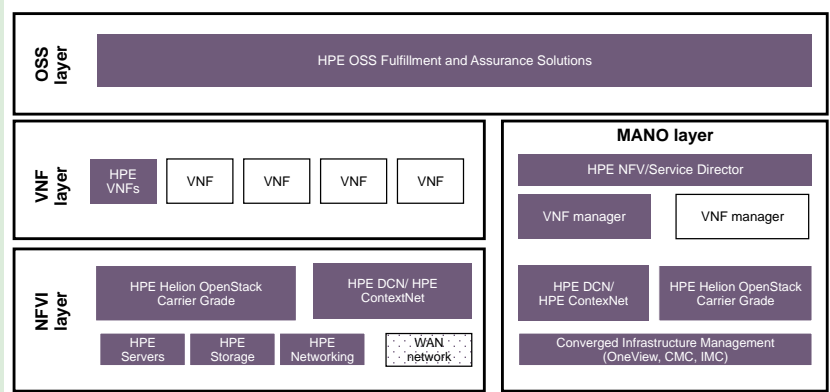 OSS
layer
HPE OSS Fulfillment and Assurance Solutions
VNF
layer
HPE
VNFs
VNF
VNF
VNF
VNF
NFVI
layer
HPE Helion OpenStack
Carrier Grade
HPE DCN/ HPE
ContextNet
HPE
Servers
HPE
Storage
HPE
Networking
WAN
network
MANO layer
HPE NFV/Service Director
VNF manager
VNF manager
HPE DCN/
HPE ContexNet
HPE Helion OpenStack
Carrier Grade
Converged Infrastructure Management
(OneView, CMC, IMC)